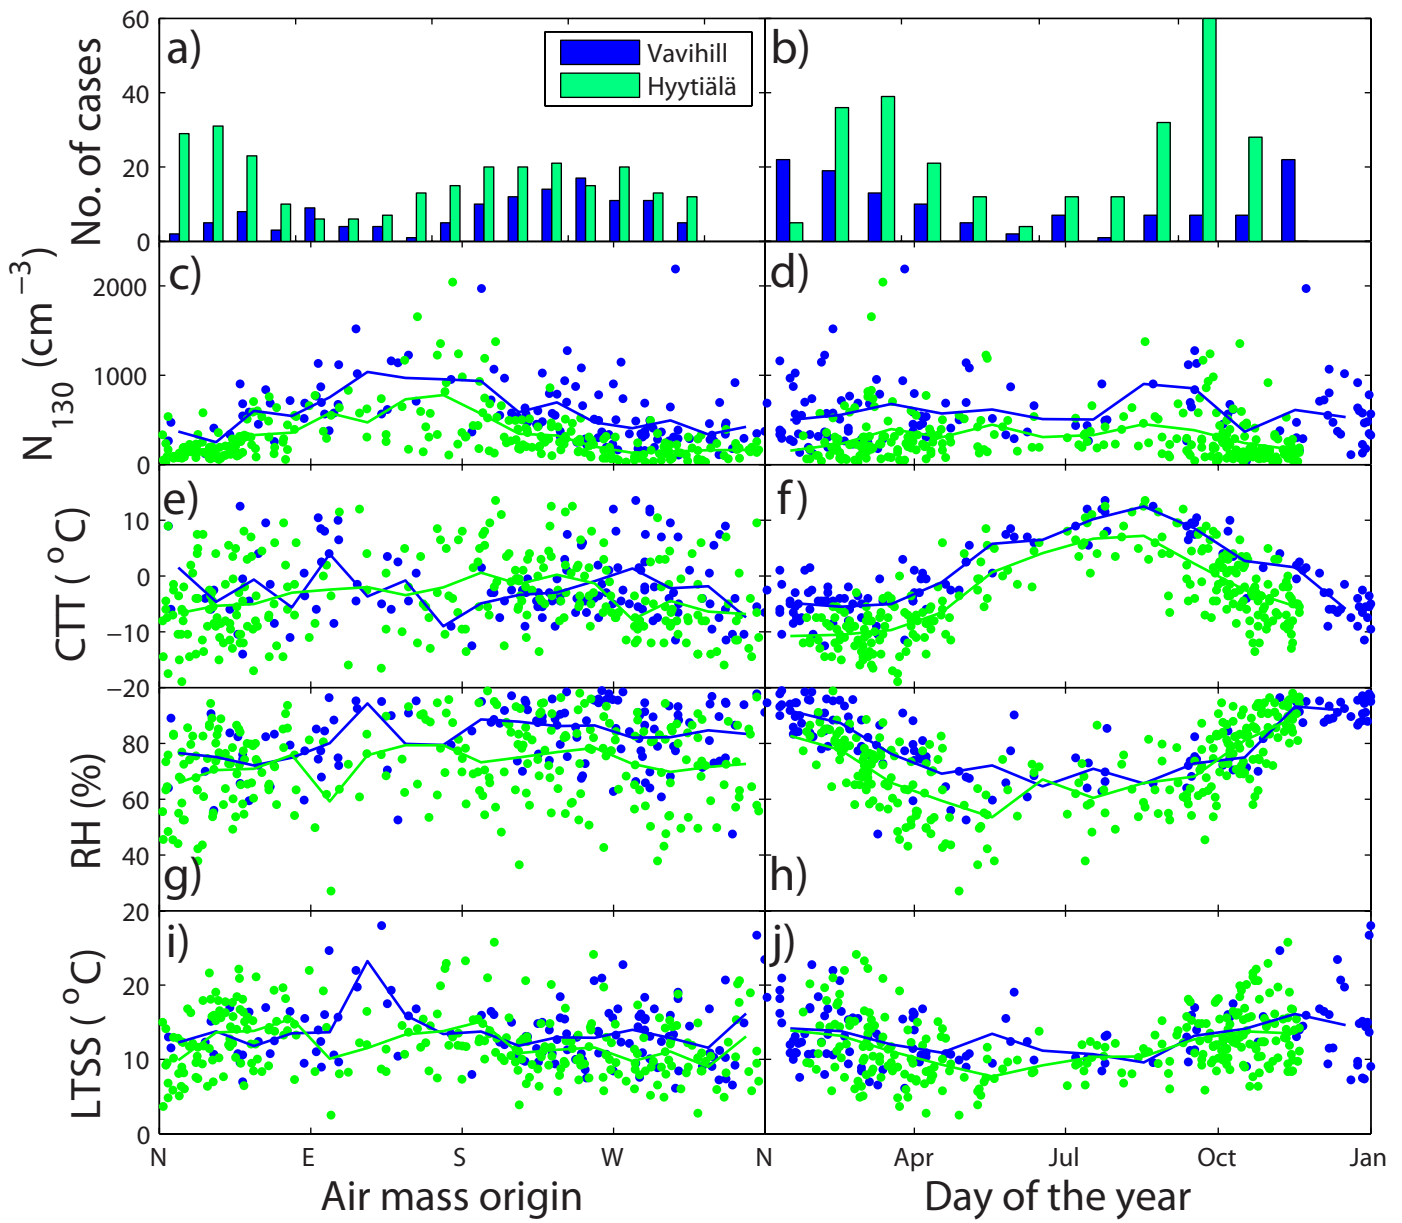 a)
Vavihill
Hyytiälä
b)
No. of cases
60
40
20
0
c)
d)
N130 (cm−3)
2000
1000
0
e)
f)
CTT ( oC)
10
0
−10
−20
g)
h)
RH (%)
80
60
40
20
i)
j)
LTSS ( oC)
20
10
0
N E S W N Apr Jul Oct Jan
Air mass origin
Day of the year